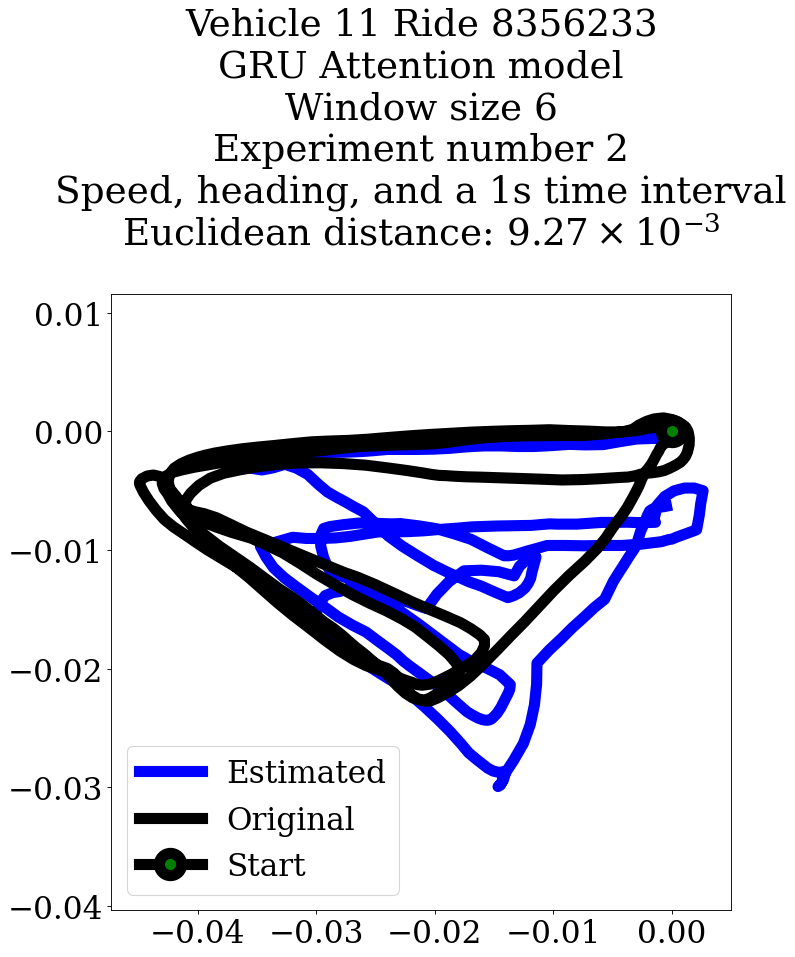 Vehicle 11 Ride 8356233
GRU Attention model
Window size 6
Experiment number 2
Speed, heading, and a 1s time interval
Euclidean distance: 9.27 × 10⁻³
0.01
0.00
−0.01
−0.02
−0.03
−0.04
Estimated
Original
Start
−0.04 −0.03 −0.02 −0.01 0.00